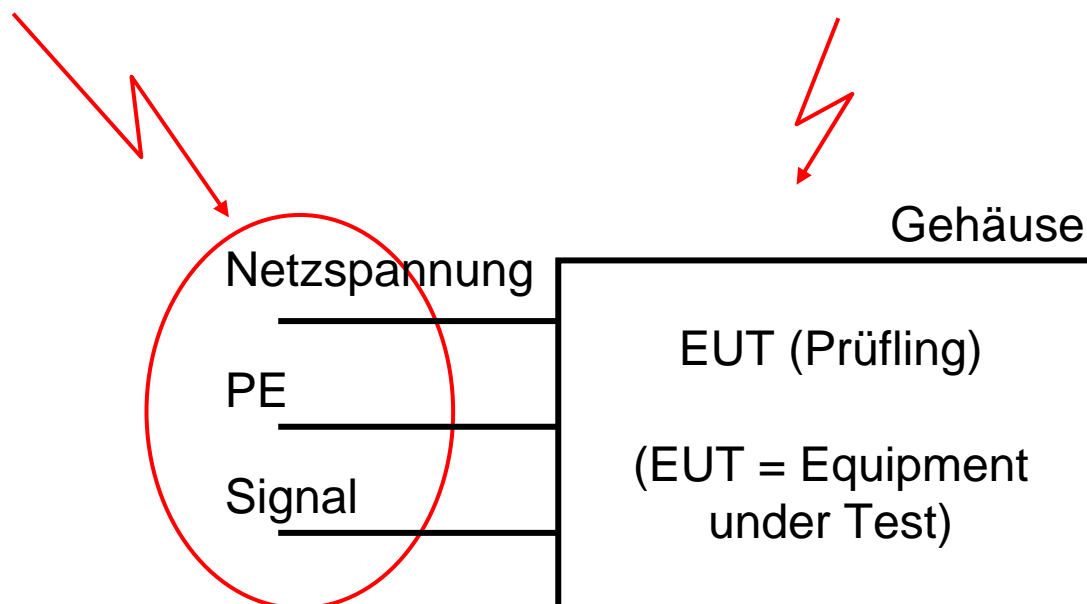 Gehäuse
Netzspannung
EUT (Prüfling)
PE
(EUT = Equipment
under Test)
Signal